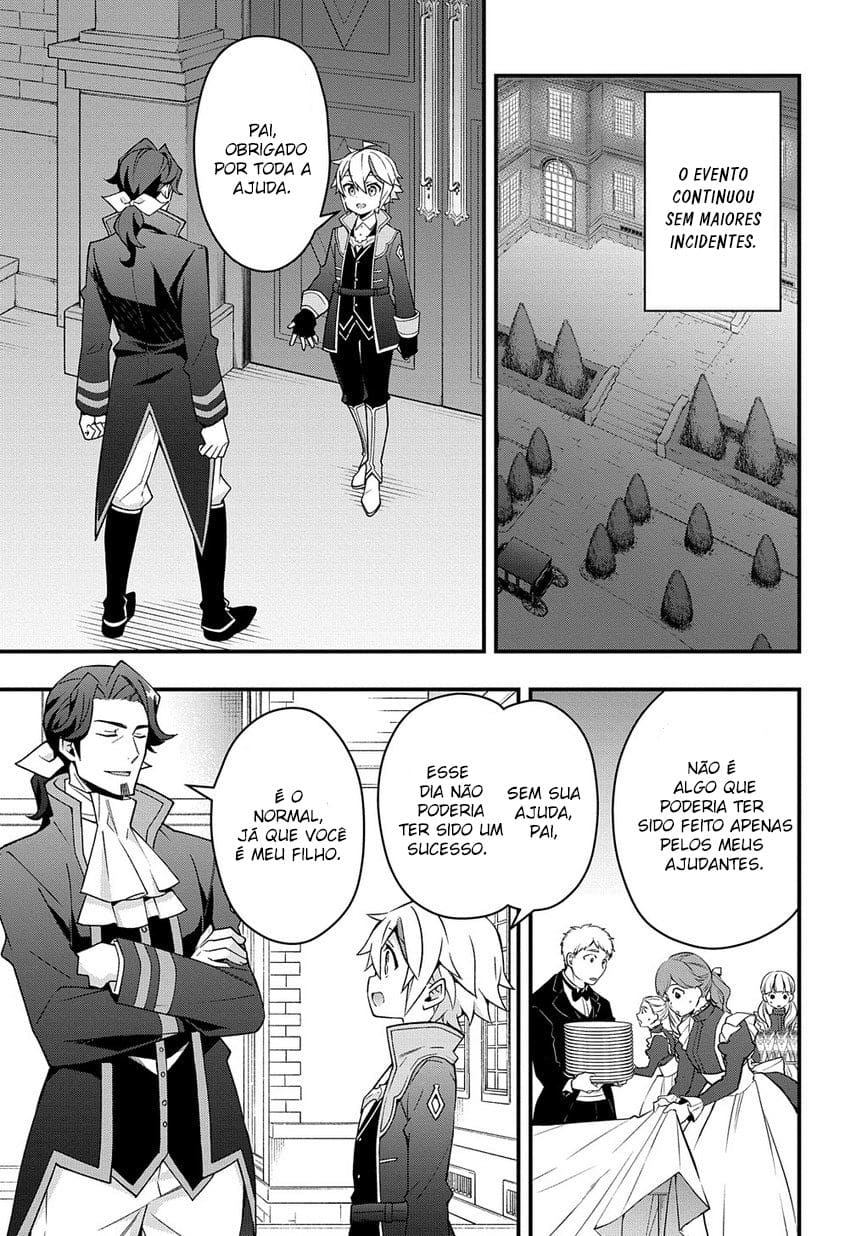 O EVENTO
CONTINUOU
SEM MAIORES
INCIDENTES.
PAI,
OBRIGADO
POR TODA A
AJUDA.
NÃO É
ALGO QUE
PODERIA TER
SIDO FEITO APENAS
PELOS MEUS
AJUDANTES.
SEM SUA
AJUDA,
PAI,
ESSE
DIA NÃO
PODERIA
TER SIDO UM
SUCESSO.
É O
NORMAL,
JÁ QUE VOCÊ
É MEU FILHO.